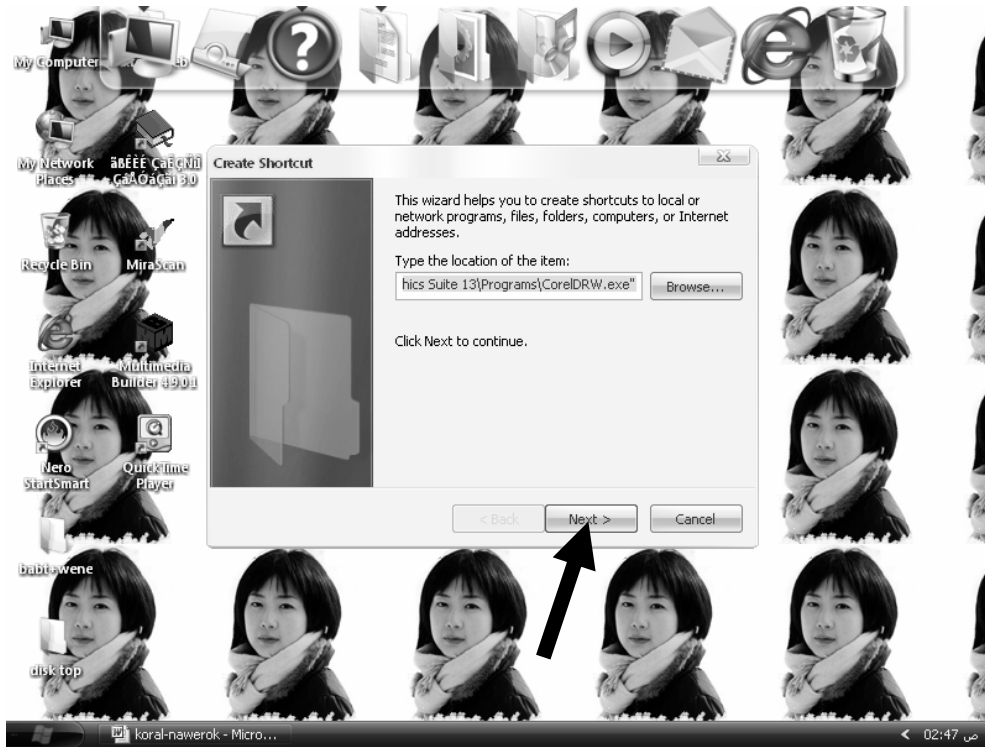 My Computer
My Network
Places
ãßÊÈÉ ÇáÈÇÑ
Recycle Bin
MiraScan
Internet
Explorer
Multimedia
Builder 4.9.0.1
Nero
StartSmart
QuickTime
Player
babt+wene
disk top
Create Shortcut
This wizard helps you to create shortcuts to local or
network programs, files, folders, computers, or Internet
addresses.
Type the location of the item:
hics Suite 13\Programs\CorelDRW.exe"
Browse...
Click Next to continue.
< Back
Next >
Cancel
koral-nawerok - Micro...
02:47 ص